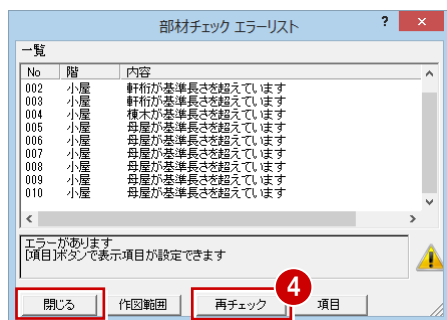 部材チェック エラーリスト
?
×
一覧
No 階 内容
002 小屋 軒桁が基準長さを超えています
003 小屋 軒桁が基準長さを超えています
004 小屋 棟木が基準長さを超えています
005 小屋 母屋が基準長さを超えています
006 小屋 母屋が基準長さを超えています
007 小屋 母屋が基準長さを超えています
008 小屋 母屋が基準長さを超えています
009 小屋 母屋が基準長さを超えています
010 小屋 母屋が基準長さを超えています
エラーがあります
[項目]ボタンで表示項目が設定できます
4
閉じる 作図範囲 再チェック 項目